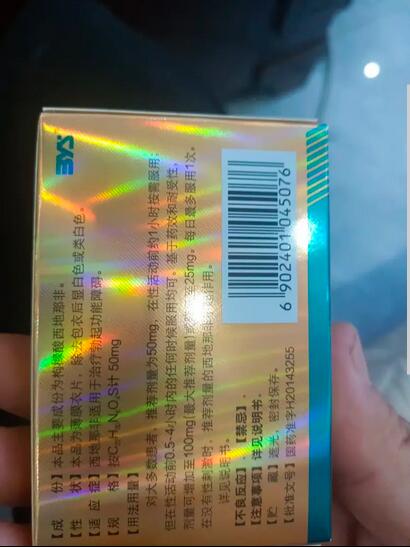 BYS
【成 份】本品主要成份为枸橼酸西地那非。
【性 状】本品为薄膜衣片，除去包衣后显白色或类白色。
【适 应 症】西地那非适用于治疗勃起功能障碍。
【规 格】按C₂₂H₃₀N₆O₄S计 50mg
【用法用量】
对大多数患者，推荐剂量为50mg，在性活动前约1小时按需服用；
但在性活动前0.5-4小时内的任何时候服用均可。基于药效和耐受性，
剂量可增加至100mg(最大推荐剂量)或降低至25mg。每日最多服用1次。
在没有性刺激时，推荐剂量的西地那非不起作用。
详见说明书。
【不良反应】【禁忌】、
【注意事项】详见说明书。
【贮 藏】遮光，密封保存。
【批准文号】国药准字H20143255
6 902401 045076